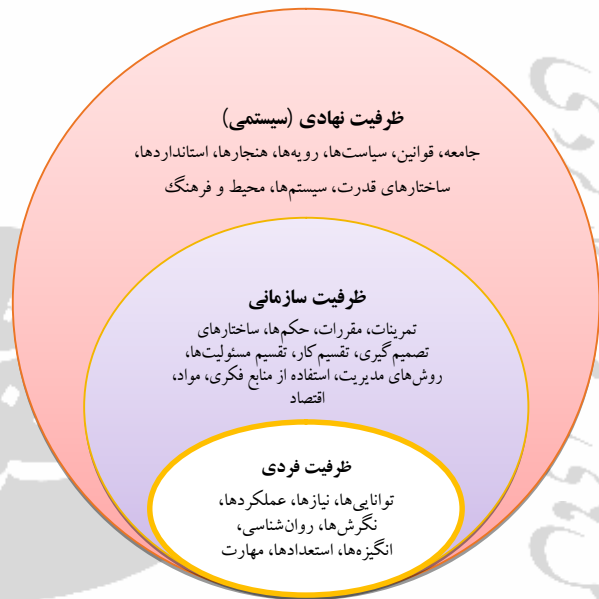 ظرفیت نهادی (سیستمی)
جامعه، قوانین، سیاست‌ها، رویه‌ها، هنجارها، استانداردها،
ساختارهای قدرت، سیستم‌ها، محیط و فرهنگ
ظرفیت سازمانی
تمرینات، مقررات، حکم‌ها، ساختارهای
تصمیم‌گیری، تقسیم کار، تقسیم مسئولیت‌ها،
روش‌های مدیریت، استفاده از منابع فکری، مواد،
اقتصاد
ظرفیت فردی
توانایی‌ها، نیازها، عملکردها،
نگرش‌ها، روان‌شناسی،
انگیزه‌ها، استعدادها، مهارت